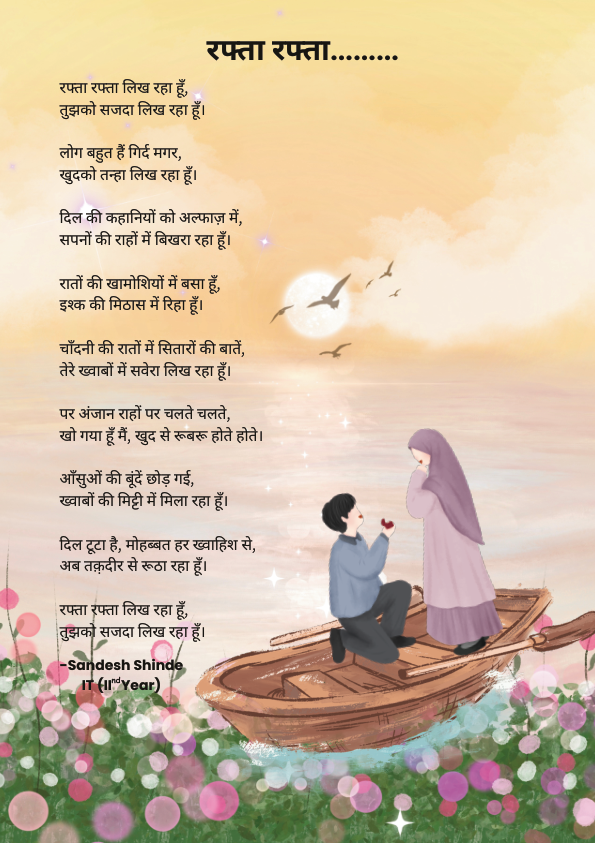 रफ्ता रफ्ता.........
रफ्ता रफ्ता लिख रहा हूँ,
तुझको सजदा लिख रहा हूँ।
लोग बहुत हैं गिर्द मगर,
खुदको तन्हा लिख रहा हूँ।
दिल की कहानियों को अल्फाज़ में,
सपनों की राहों में बिखरा रहा हूँ।
रातों की खामोशियों में बसा हूँ,
इश्क की मिठास में रिहा हूँ।
चाँदनी की रातों में सितारों की बातें,
तेरे ख्वाबों में सवेरा लिख रहा हूँ।
पर अंजान राहों पर चलते चलते,
खो गया हूँ मैं, खुद से रूबरू होते होते।
आँसुओं की बूंदें छोड़ गई,
ख्वाबों की मिट्टी में मिला रहा हूँ।
दिल टूटा है, मोहब्बत हर ख्वाहिश से,
अब तक़दीर से रूठा रहा हूँ।
रफ्ता रफ्ता लिख रहा हूँ,
तुझको सजदा लिख रहा हूँ।
-Sandesh Shinde
IT (IInd Year)